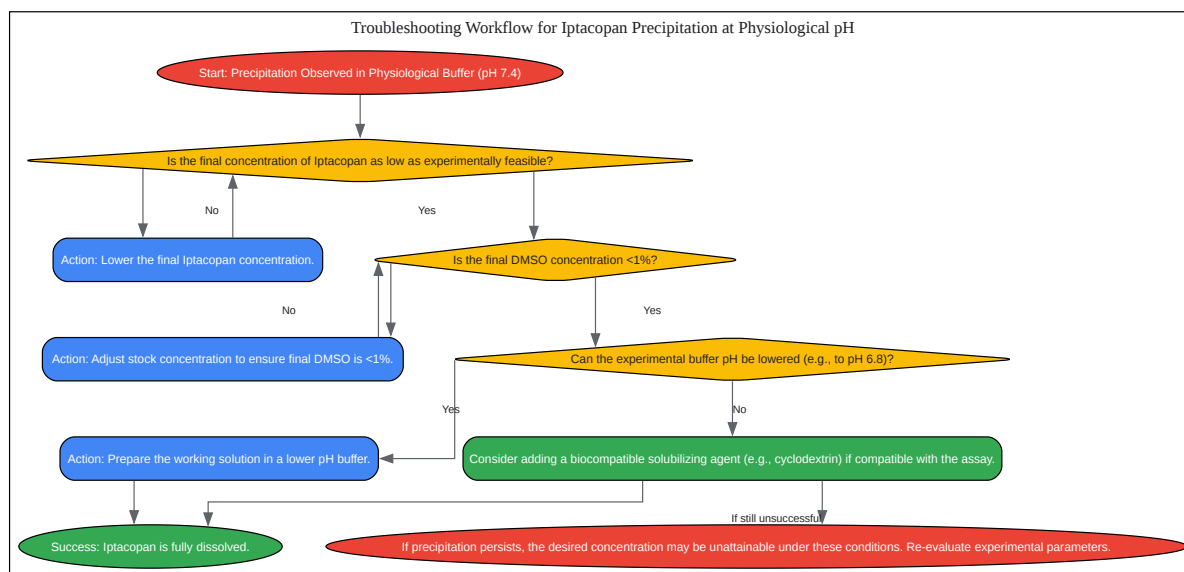 Troubleshooting Workflow for Iptacopan Precipitation at Physiological pH
Start: Precipitation Observed in Physiological Buffer (pH 7.4)
Is the final concentration of Iptacopan as low as experimentally feasible?
No
Yes
Action: Lower the final Iptacopan concentration.
Is the final DMSO concentration <1%?
No
Yes
Action: Adjust stock concentration to ensure final DMSO is <1%.
Can the experimental buffer pH be lowered (e.g., to pH 6.8)?
Yes
No
Action: Prepare the working solution in a lower pH buffer.
Consider adding a biocompatible solubilizing agent (e.g., cyclodextrin) if compatible with the assay.
If still unsuccessful
Success: Iptacopan is fully dissolved.
If precipitation persists, the desired concentration may be unattainable under these conditions. Re-evaluate experimental parameters.